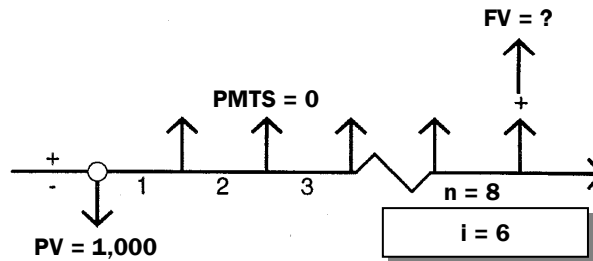 FV = ?
PMTS = 0
+
+
-
1
2
3
n = 8
PV = 1,000
i = 6